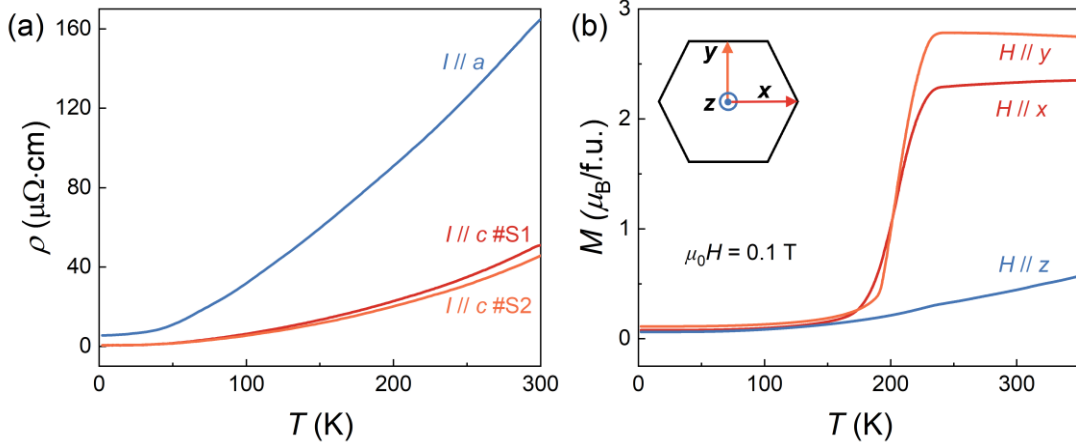 (a)
160
120
80
40
0
ρ (μΩ·cm)
I // a
I // c #S1
I // c #S2
0
100
200
300
T (K)
(b)
3
2
1
0
M (μB/f.u.)
y
x
z
H // y
H // x
μ0H = 0.1 T
H // z
0
100
200
300
T (K)